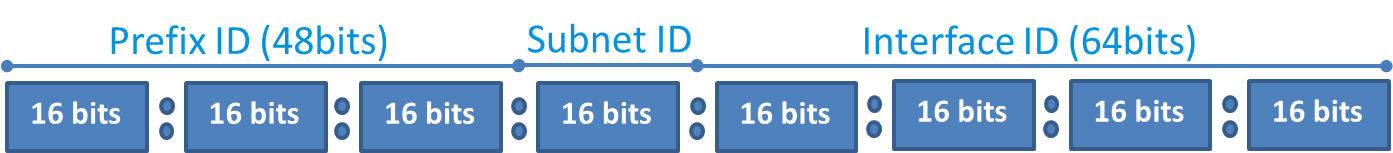 Prefix ID (48bits) Subnet ID Interface ID (64bits)
16 bits : 16 bits : 16 bits : 16 bits : 16 bits : 16 bits : 16 bits : 16 bits